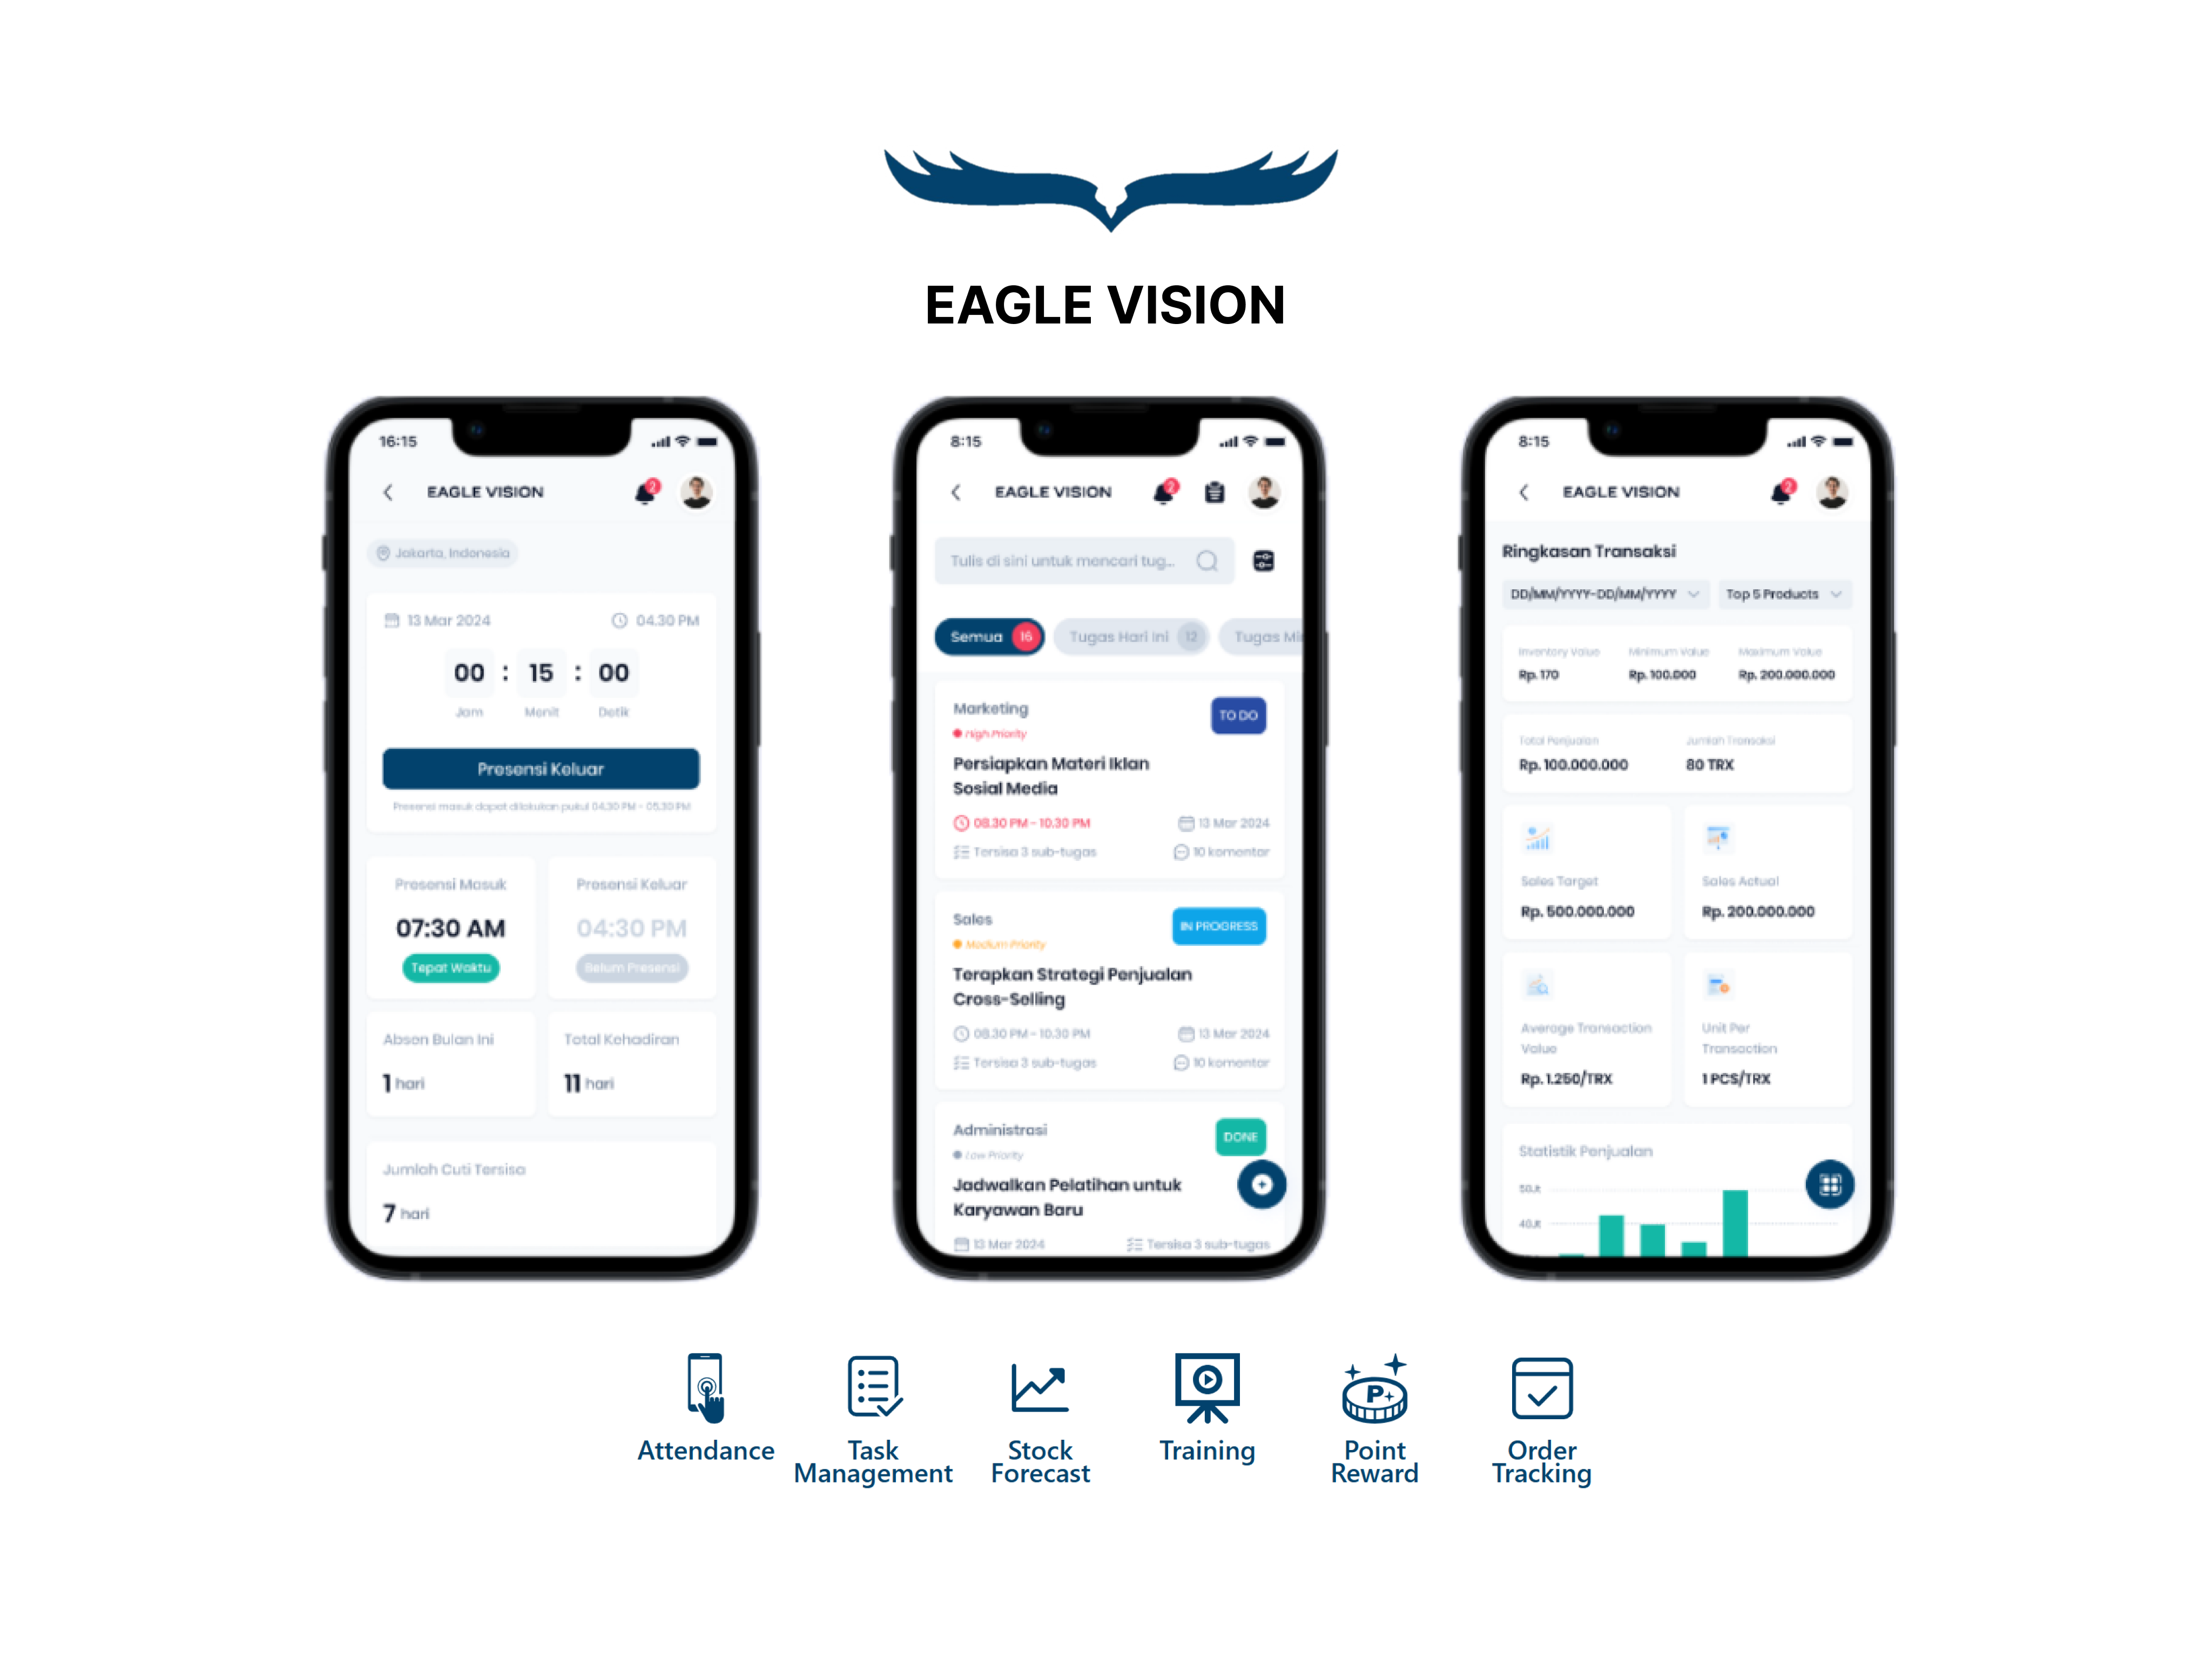 EAGLE VISION
16:15
EAGLE VISION
2
Jakarta, Indonesia
13 Mar 2024
04.30 PM
00 : 15 : 00
Jam Menit Detik
Presensi Keluar
Presensi masuk dapat dilakukan pukul 04.30 PM - 05.30 PM
Presensi Masuk
07:30 AM
Tepat Waktu
Presensi Keluar
04:30 PM
Belum Presensi
Absen Bulan Ini
1 hari
Total Kehadiran
11 hari
Jumlah Cuti Tersisa
7 hari
8:15
EAGLE VISION
2
Tulis di sini untuk mencari tug...
Semua 16
Tugas Hari Ini 12
Tugas Mi
Marketing
TO DO
High Priority
Persiapkan Materi Iklan
Sosial Media
08.30 PM - 10.30 PM
13 Mar 2024
Tersisa 3 sub-tugas
10 komentar
Sales
IN PROGRESS
Medium Priority
Terapkan Strategi Penjualan
Cross-Selling
08.30 PM - 10.30 PM
13 Mar 2024
Tersisa 3 sub-tugas
10 komentar
Administrasi
DONE
Low Priority
Jadwalkan Pelatihan untuk
Karyawan Baru
13 Mar 2024
Tersisa 3 sub-tugas
8:15
EAGLE VISION
2
Ringkasan Transaksi
DD/MM/YYYY-DD/MM/YYYY
Top 5 Products
Inventory Value
Minimum Value
Maximum Value
Rp. 170
Rp. 100.000
Rp. 200.000.000
Total Penjualan
Jumlah Transaksi
Rp. 100.000.000
80 TRX
Sales Target
Rp. 500.000.000
Sales Actual
Rp. 200.000.000
Average Transaction
Value
Rp. 1.250/TRX
Unit Per
Transaction
1 PCS/TRX
Statistik Penjualan
50Jt
40Jt
P+
Attendance
Task
Management
Stock
Forecast
Training
Point
Reward
Order
Tracking